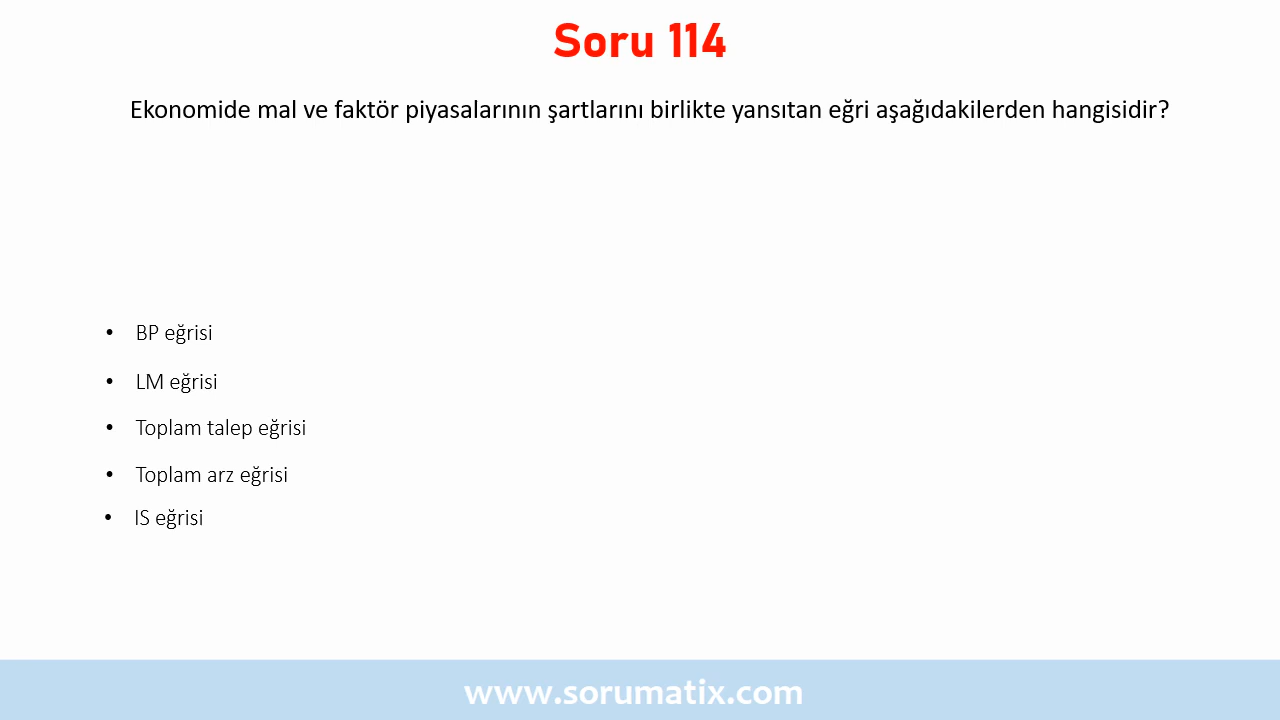 Soru 114
Ekonomide mal ve faktör piyasalarının şartlarını birlikte yansıtan eğri aşağıdakilerden hangisidir?
• BP eğrisi
• LM eğrisi
• Toplam talep eğrisi
• Toplam arz eğrisi
• IS eğrisi
www.sorumatix.com